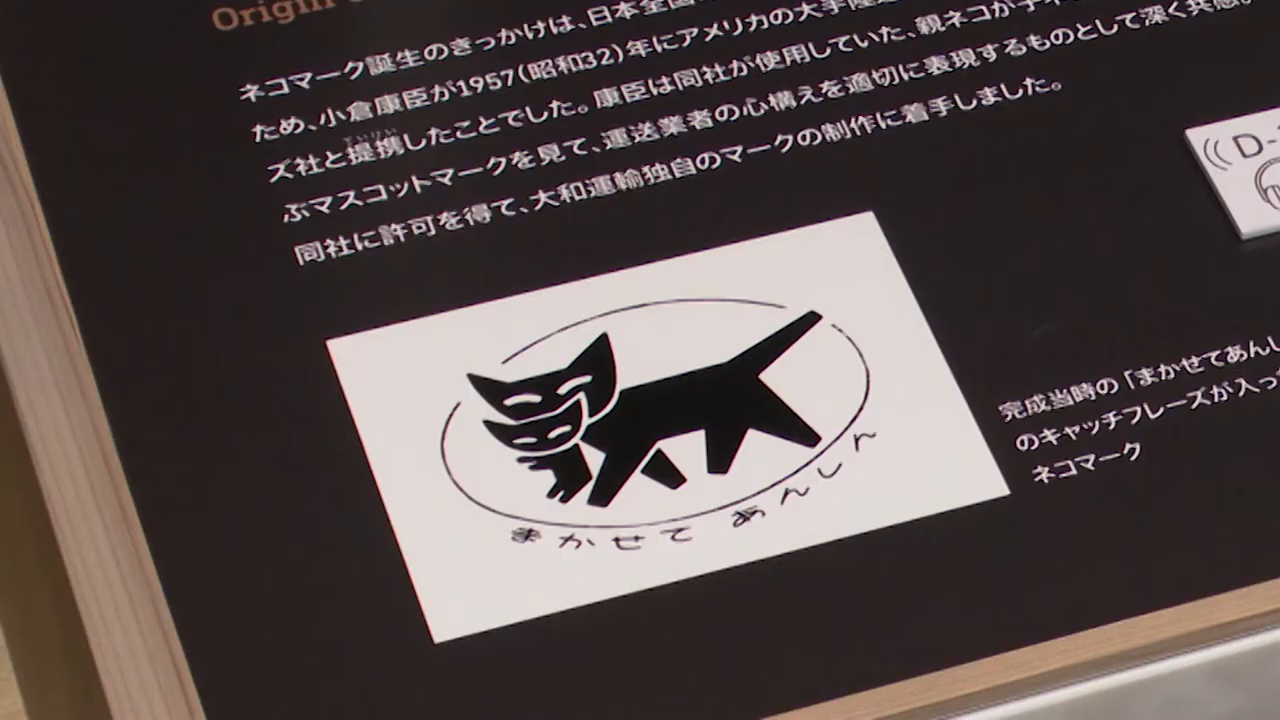 Origin
ネコマーク誕生のきっかけは、日本全国
ため、小倉康臣が1957(昭和32)年にアメリカの大手陸
ズ社と提携したことでした。康臣は同社が使用していた、親ネコが子ネ
ていけい
ぶマスコットマークを見て、運送業者の心構えを適切に表現するものとして深く共感
同社に許可を得て、大和運輸独自のマークの制作に着手しました。
D-
まかせて あんしん
完成当時の「まかせてあんし
のキャッチフレーズが入っ
ネコマーク